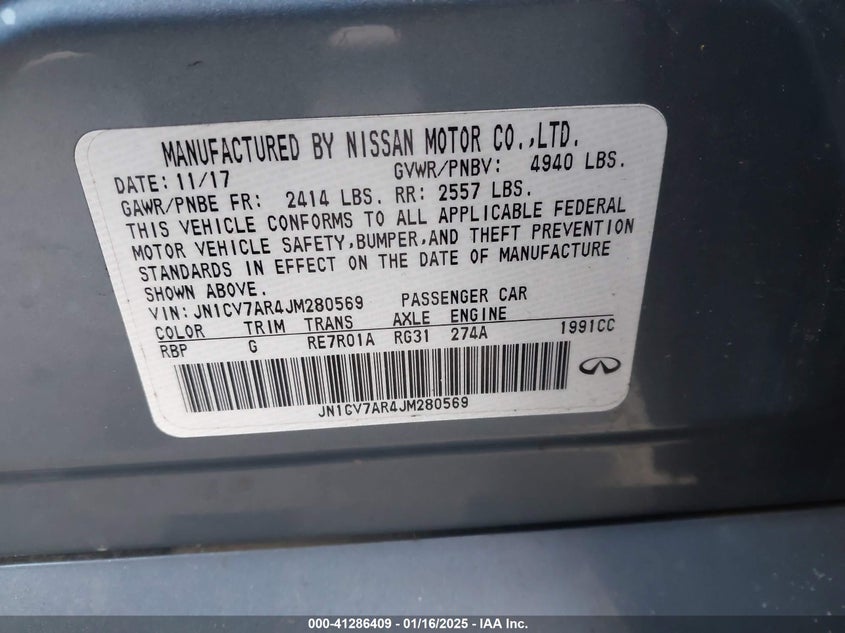 MANUFACTURED BY NISSAN MOTOR CO.,LTD.
DATE: 11/17 GVWR/PNBV: 4940 LBS.
GAWR/PNBE FR: 2414 LBS. RR: 2557 LBS.
THIS VEHICLE CONFORMS TO ALL APPLICABLE FEDERAL
MOTOR VEHICLE SAFETY,BUMPER,AND THEFT PREVENTION
STANDARDS IN EFFECT ON THE DATE OF MANUFACTURE
SHOWN ABOVE.
VIN: JN1CV7AR4JM280569 PASSENGER CAR
COLOR TRIM TRANS AXLE ENGINE
RBP G RE7R01A RG31 274A 1991CC
JN1CV7AR4JM280569
000-41286409 - 01/16/2025 - IAA Inc.